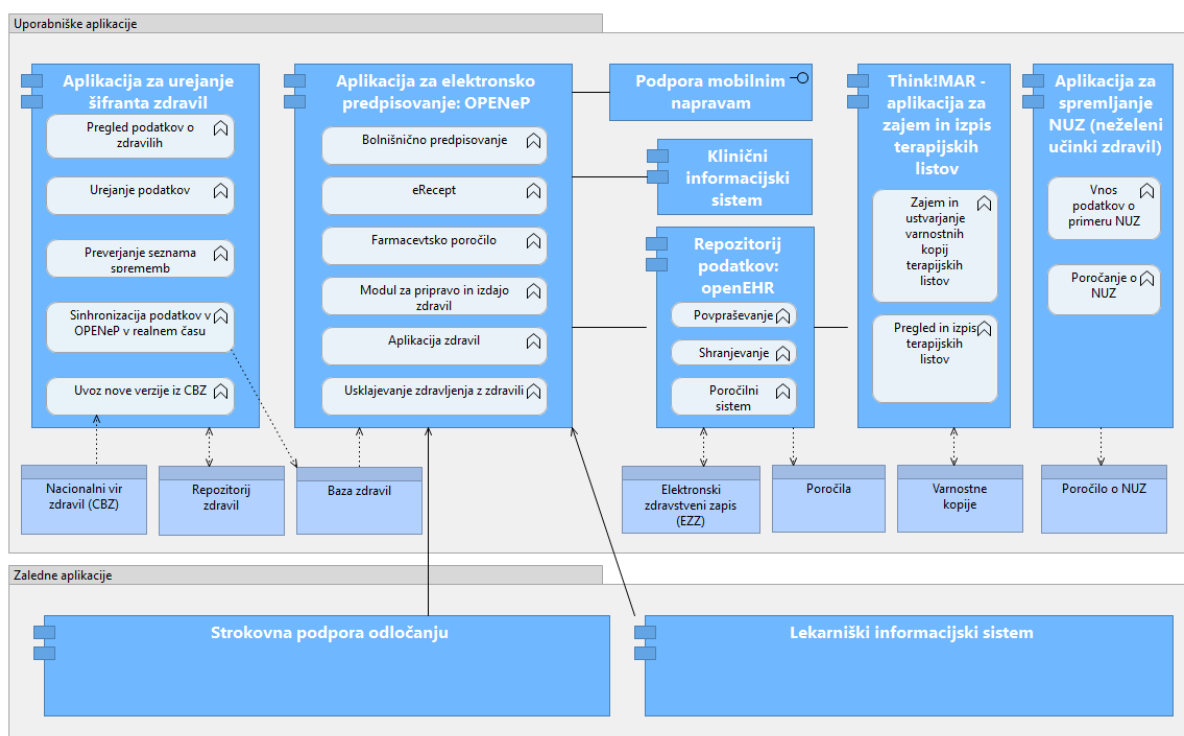 Uporabniške aplikacije
Aplikacija za urejanje
šifranta zdravil
Pregled podatkov o
zdravilih
Urejanje podatkov
Preverjanje seznama
sprememb
Sinhronizacija podatkov v
OPENeP v realnem času
Uvoz nove verzije iz CBZ
Aplikacija za elektronsko
predpisovanje: OPENeP
Bolnišnično predpisovanje
eRecept
Farmacevtsko poročilo
Modul za pripravo in izdajo
zdravil
Aplikacija zdravil
Usklajevanje zdravljenja z zdravili
Podpora mobilnim
napravam
Klinični
informacijski
sistem
Repozitorij
podatkov:
openEHR
Povpraševanje
Shranjevanje
Poročilni
sistem
Think!MAR -
aplikacija za
zajem in izpis
terapijskih
listov
Zajem in
ustvarjanje
varnostnih
kopij
terapijskih
listov
Pregled in izpis
terapijskih
listov
Aplikacija za
spremljanje
NUZ (neželeni
učinki zdravil)
Vnos
podatkov o
primeru NUZ
Poročanje o
NUZ
Nacionalni vir
zdravil (CBZ)
Repozitorij
zdravil
Baza zdravil
Elektronski
zdravstveni zapis
(EZZ)
Poročila
Varnostne
kopije
Poročilo o NUZ
Zaledne aplikacije
Strokovna podpora odločanju
Lekarniški informacijski sistem